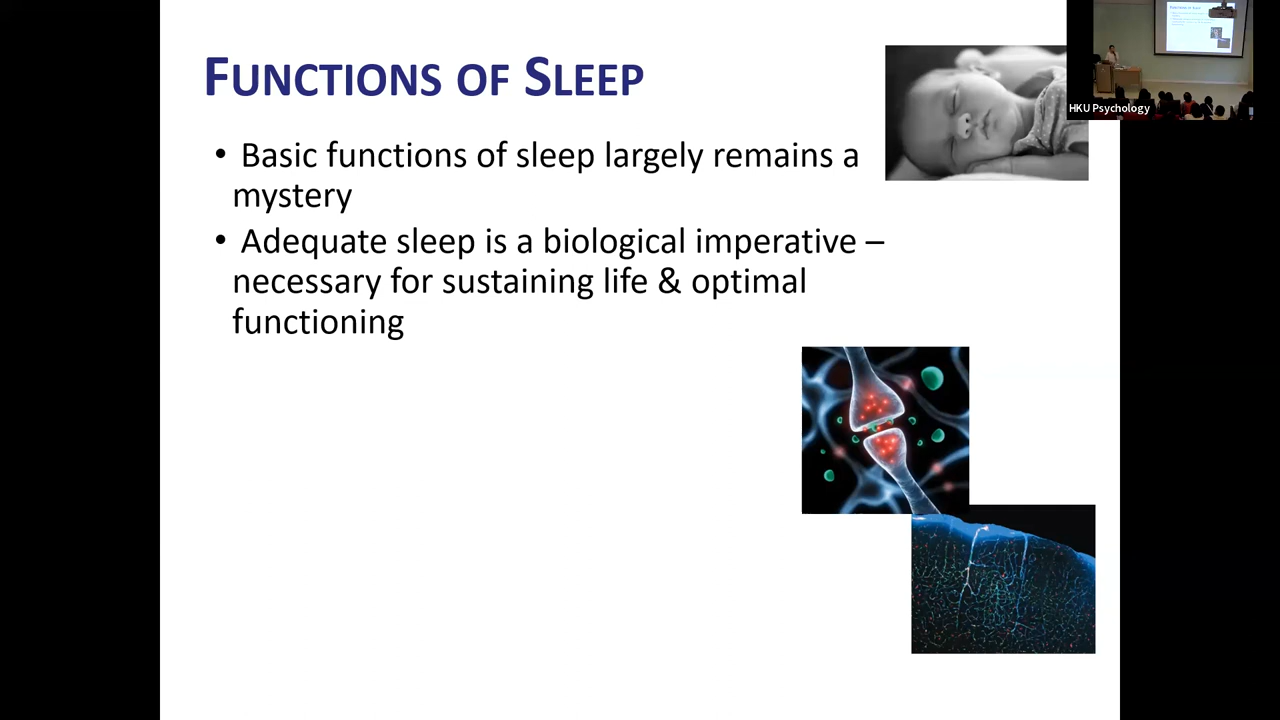 FUNCTIONS OF SLEEP
• Basic functions of sleep largely remains a
mystery
• Adequate sleep is a biological imperative –
necessary for sustaining life & optimal
functioning
HKU Psychology